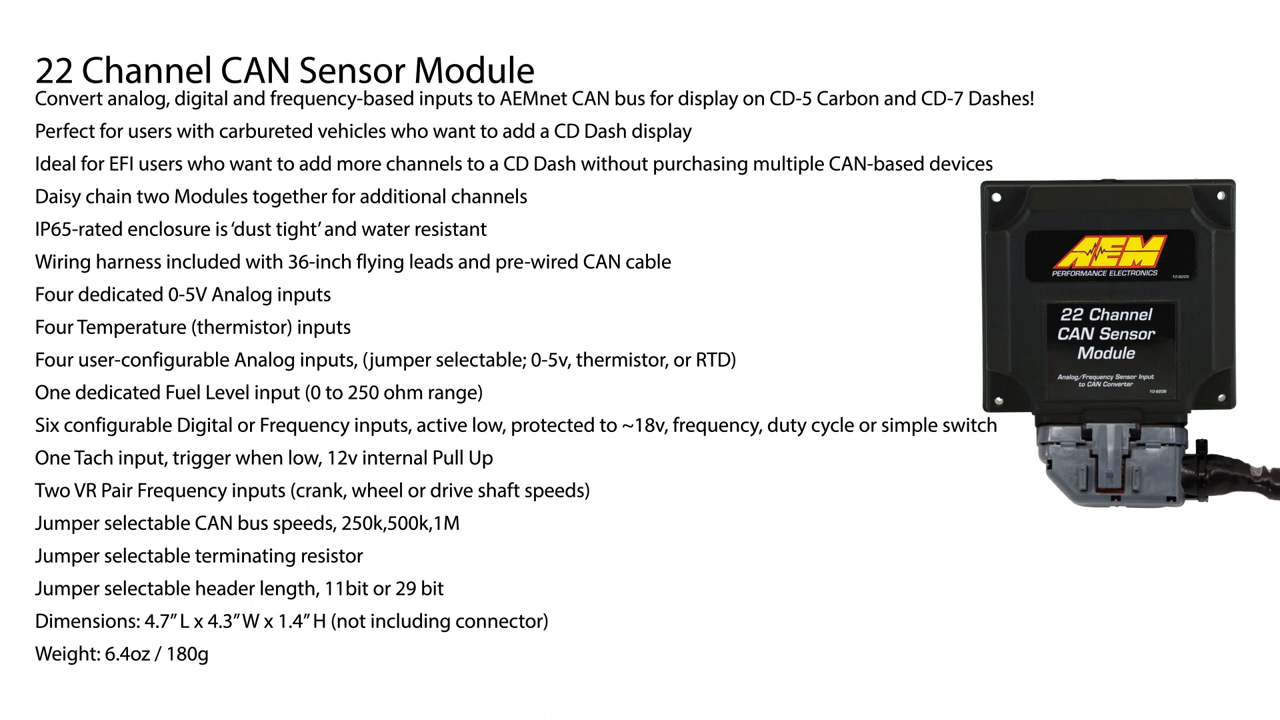 22 Channel CAN Sensor Module
Convert analog, digital and frequency-based inputs to AEMnet CAN bus for display on CD-5 Carbon and CD-7 Dashes!
Perfect for users with carbureted vehicles who want to add a CD Dash display
Ideal for EFI users who want to add more channels to a CD Dash without purchasing multiple CAN-based devices
Daisy chain two Modules together for additional channels
IP65-rated enclosure is ‘dust tight’ and water resistant
Wiring harness included with 36-inch flying leads and pre-wired CAN cable
Four dedicated 0-5V Analog inputs
Four Temperature (thermistor) inputs
Four user-configurable Analog inputs, (jumper selectable; 0-5v, thermistor, or RTD)
One dedicated Fuel Level input (0 to 250 ohm range)
Six configurable Digital or Frequency inputs, active low, protected to ~18v, frequency, duty cycle or simple switch
One Tach input, trigger when low, 12v internal Pull Up
Two VR Pair Frequency inputs (crank, wheel or drive shaft speeds)
Jumper selectable CAN bus speeds, 250k,500k,1M
Jumper selectable terminating resistor
Jumper selectable header length, 11bit or 29 bit
Dimensions: 4.7” L x 4.3” W x 1.4” H (not including connector)
Weight: 6.4oz / 180g
AEM
PERFORMANCE ELECTRONICS
22 Channel
CAN Sensor
Module
Analog/Frequency Sensor Input
to CAN Converter